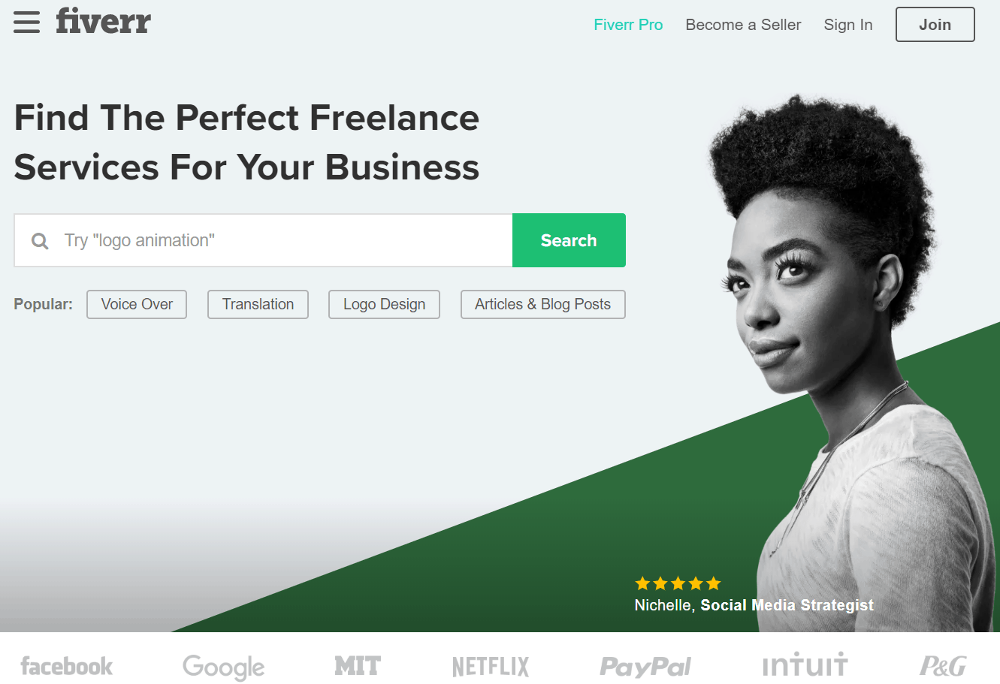 fiverr
Fiverr Pro
Become a Seller
Sign In
Join
Find The Perfect Freelance
Services For Your Business
Try "logo animation"
Search
Popular:
Voice Over
Translation
Logo Design
Articles & Blog Posts
Nichelle, Social Media Strategist
facebook
Google
MIT
NETFLIX
PayPal
intuit
P&G